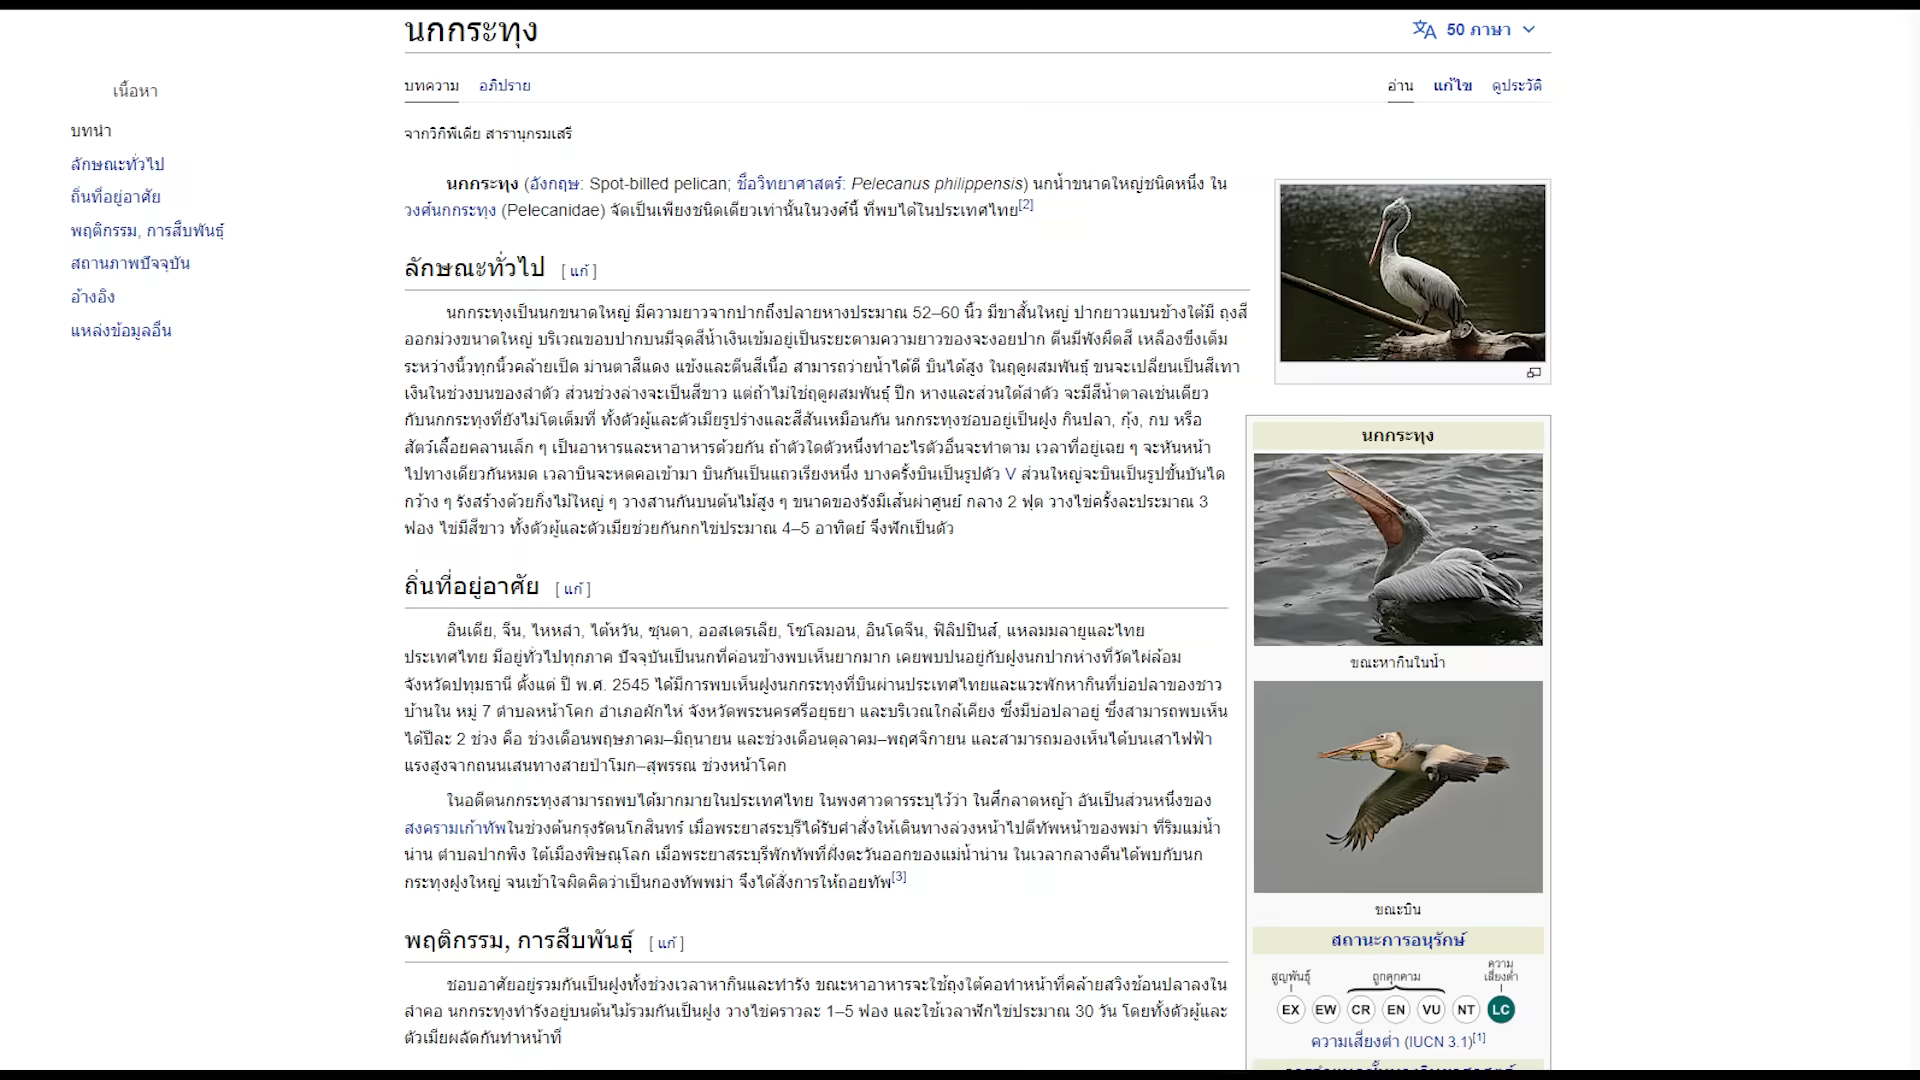 นกกระทุง
50 ภาษา
เนื้อหา
บทนำ
ลักษณะทั่วไป
ถิ่นที่อยู่อาศัย
พฤติกรรม, การสืบพันธุ์
สถานภาพปัจจุบัน
อ้างอิง
แหล่งข้อมูลอื่น
บทความ อภิปราย
อ่าน แก้ไข ดูประวัติ
จากวิกิพีเดีย สารานุกรมเสรี
นกกระทุง (อังกฤษ: Spot-billed pelican; ชื่อวิทยาศาสตร์: Pelecanus philippensis) นกน้ำขนาดใหญ่ชนิดหนึ่ง ใน
วงศ์นกกระทุง (Pelecanidae) จัดเป็นเพียงชนิดเดียวเท่านั้นในวงศ์นี้ ที่พบได้ในประเทศไทย[2]
ลักษณะทั่วไป [ แก้ ]
นกกระทุงเป็นนกขนาดใหญ่ มีความยาวจากปากถึงปลายหางประมาณ 52–60 นิ้ว มีขาสั้นใหญ่ ปากยาวแบนข้างใต้มี ถุงสี
ออกม่วงขนาดใหญ่ บริเวณขอบปากบนมีจุดสีน้ำเงินเข้มอยู่เป็นระยะตามความยาวของจะงอยปาก ตีนมีพังผืดสี เหลืองขึงเต็ม
ระหว่างนิ้วทุกนิ้วคล้ายเป็ด ม่านตาสีแดง แข้งและตีนสีเนื้อ สามารถว่ายน้ำได้ดี บินได้สูง ในฤดูผสมพันธุ์ ขนจะเปลี่ยนเป็นสีเทา
เงินในช่วงบนของลำตัว ส่วนช่วงล่างจะเป็นสีขาว แต่ถ้าไม่ใช่ฤดูผสมพันธุ์ ปีก หางและส่วนใต้ลำตัว จะมีสีน้ำตาลเช่นเดียว
กับนกกระทุงที่ยังไม่โตเต็มที่ ทั้งตัวผู้และตัวเมียรูปร่างและสีสันเหมือนกัน นกกระทุงชอบอยู่เป็นฝูง กินปลา, กุ้ง, กบ หรือ
สัตว์เลื้อยคลานเล็ก ๆ เป็นอาหารและหาอาหารด้วยกัน ถ้าตัวใดตัวหนึ่งทำอะไรตัวอื่นจะทำตาม เวลาที่อยู่เฉย ๆ จะหันหน้า
ไปทางเดียวกันหมด เวลาบินจะหดคอเข้ามา บินกันเป็นแถวเรียงหนึ่ง บางครั้งบินเป็นรูปตัว V ส่วนใหญ่จะบินเป็นรูปขั้นบันได
กว้าง ๆ รังสร้างด้วยกิ่งไม้ใหญ่ ๆ วางสานกันบนต้นไม้สูง ๆ ขนาดของรังมีเส้นผ่าศูนย์ กลาง 2 ฟุต วางไข่ครั้งละประมาณ 3
ฟอง ไข่มีสีขาว ทั้งตัวผู้และตัวเมียช่วยกันกกไข่ประมาณ 4–5 อาทิตย์ จึงฟักเป็นตัว
ถิ่นที่อยู่อาศัย [ แก้ ]
อินเดีย, จีน, ไหหลำ, ไต้หวัน, ซุนดา, ออสเตรเลีย, โซโลมอน, อินโดจีน, ฟิลิปปินส์, แหลมมลายูและไทย
ประเทศไทย มีอยู่ทั่วไปทุกภาค ปัจจุบันเป็นนกที่ค่อนข้างพบเห็นยากมาก เคยพบปนอยู่กับฝูงนกปากห่างที่วัดไผ่ล้อม
จังหวัดปทุมธานี ตั้งแต่ ปี พ.ศ. 2545 ได้มีการพบเห็นฝูงนกกระทุงที่บินผ่านประเทศไทยและแวะพักหากินที่บ่อปลาของชาว
บ้านใน หมู่ 7 ตำบลหน้าโคก อำเภอผักไห่ จังหวัดพระนครศรีอยุธยา และบริเวณใกล้เคียง ซึ่งมีบ่อปลาอยู่ ซึ่งสามารถพบเห็น
ได้ปีละ 2 ช่วง คือ ช่วงเดือนพฤษภาคม–มิถุนายน และช่วงเดือนตุลาคม–พฤศจิกายน และสามารถมองเห็นได้บนเสาไฟฟ้า
แรงสูงจากถนนเสนทางสายป่าโมก–สุพรรณ ช่วงหน้าโคก
ในอดีตนกกระทุงสามารถพบได้มากมายในประเทศไทย ในพงศาวดารระบุไว้ว่า ในศึกลาดหญ้า อันเป็นส่วนหนึ่งของ
สงครามเก้าทัพในช่วงต้นกรุงรัตนโกสินทร์ เมื่อพระยาสระบุรีได้รับคำสั่งให้เดินทางล่วงหน้าไปตีทัพหน้าของพม่า ที่ริมแม่น้ำ
น่าน ตำบลปากพิง ใต้เมืองพิษณุโลก เมื่อพระยาสระบุรีพักทัพที่ฝั่งตะวันออกของแม่น้ำน่าน ในเวลากลางคืนได้พบกับนก
กระทุงฝูงใหญ่ จนเข้าใจผิดคิดว่าเป็นกองทัพพม่า จึงได้สั่งการให้ถอยทัพ[3]
พฤติกรรม, การสืบพันธุ์ [ แก้ ]
ชอบอาศัยอยู่รวมกันเป็นฝูงทั้งช่วงเวลาหากินและทำรัง ขณะหาอาหารจะใช้ถุงใต้คอทำหน้าที่คล้ายสวิงช้อนปลาลงใน
ลำคอ นกกระทุงทำรังอยู่บนต้นไม้รวมกันเป็นฝูง วางไข่คราวละ 1–5 ฟอง และใช้เวลาฟักไข่ประมาณ 30 วัน โดยทั้งตัวผู้และ
ตัวเมียผลัดกันทำหน้าที่
นกกระทุง
ขณะหากินในน้ำ
ขณะบิน
สถานะการอนุรักษ์
สูญพันธุ์ ถูกคุกคาม ความเสี่ยงต่ำ
EX EW CR EN VU NT LC
ความเสี่ยงต่ำ (IUCN 3.1)[1]